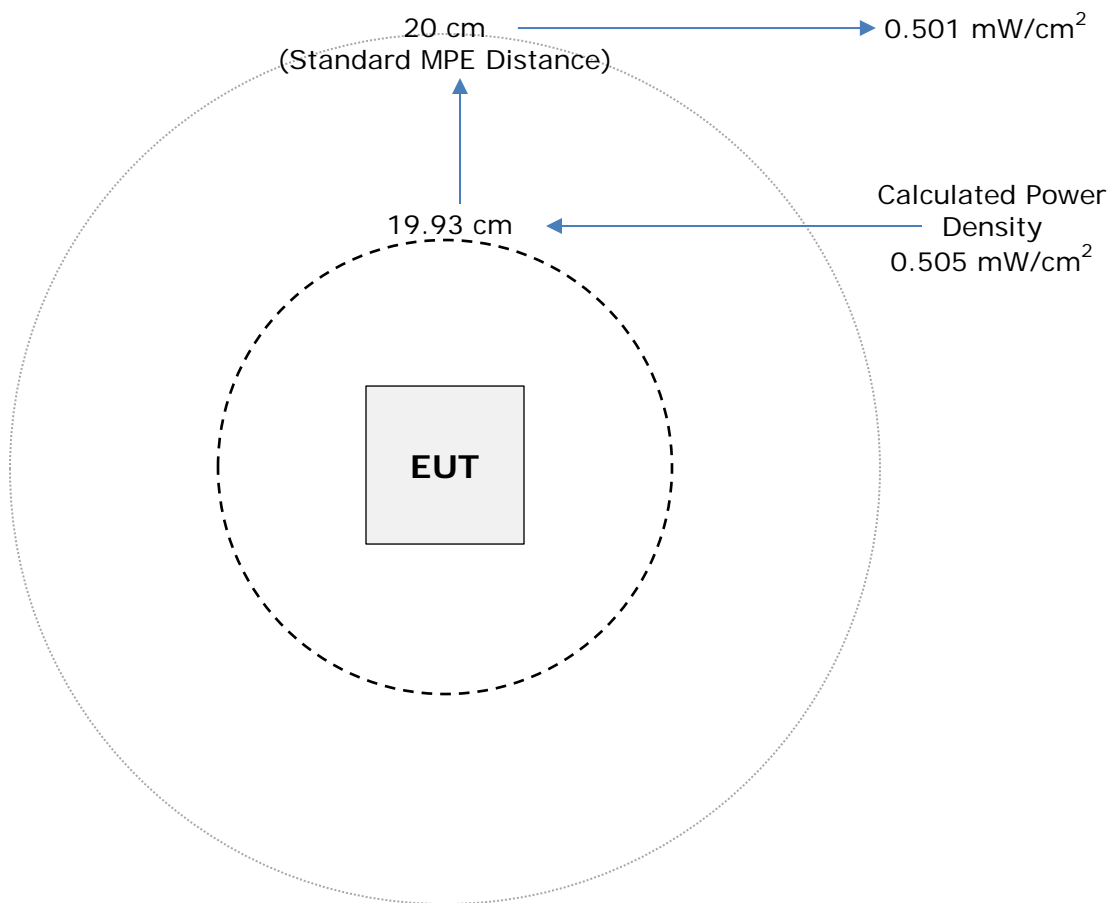 20 cm
(Standard MPE Distance)
0.501 mW/cm²
19.93 cm
Calculated Power
Density
0.505 mW/cm²
EUT